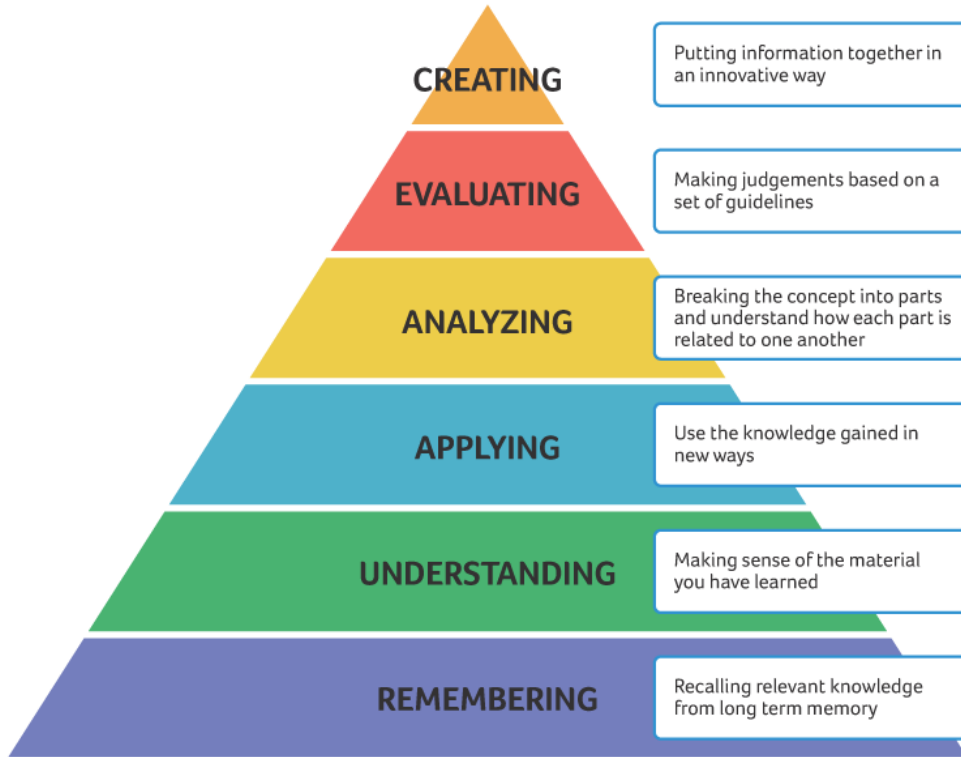 CREATING
Putting information together in
an innovative way
EVALUATING
Making judgements based on a
set of guidelines
ANALYZING
Breaking the concept into parts
and understand how each part is
related to one another
APPLYING
Use the knowledge gained in
new ways
UNDERSTANDING
Making sense of the material
you have learned
REMEMBERING
Recalling relevant knowledge
from long term memory